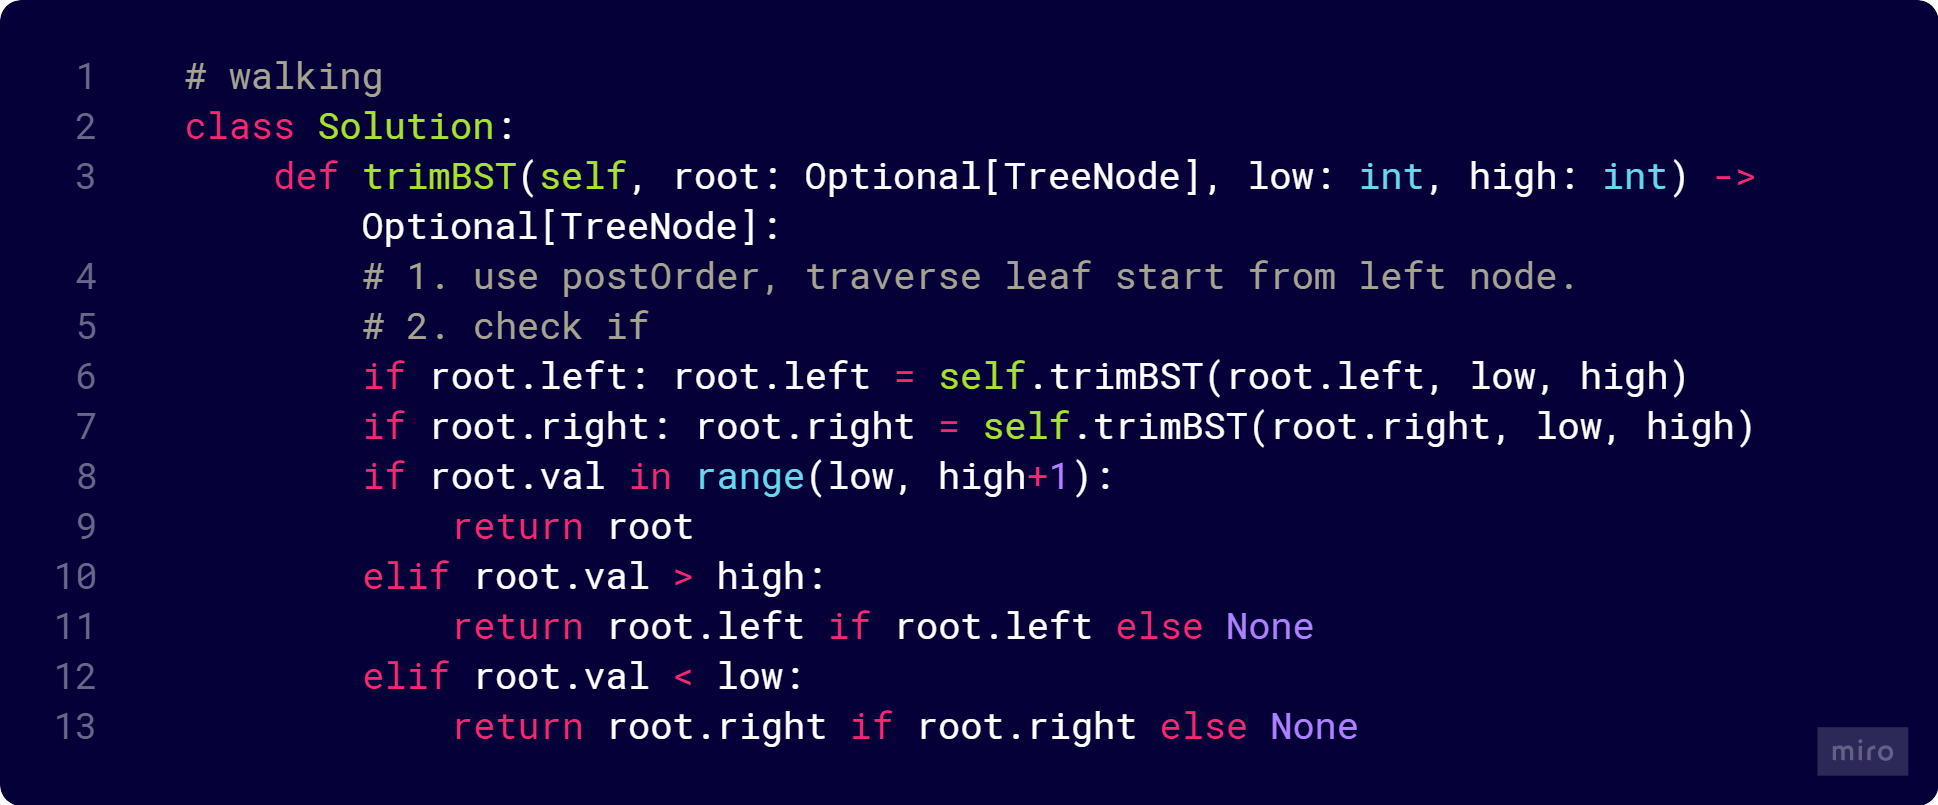 1 # walking
2 class Solution:
3 def trimBST(self, root: Optional[TreeNode], low: int, high: int) ->
Optional[TreeNode]:
4 # 1. use postOrder, traverse leaf start from left node.
5 # 2. check if
6 if root.left: root.left = self.trimBST(root.left, low, high)
7 if root.right: root.right = self.trimBST(root.right, low, high)
8 if root.val in range(low, high+1):
9 return root
10 elif root.val > high:
11 return root.left if root.left else None
12 elif root.val < low:
13 return root.right if root.right else None
miro